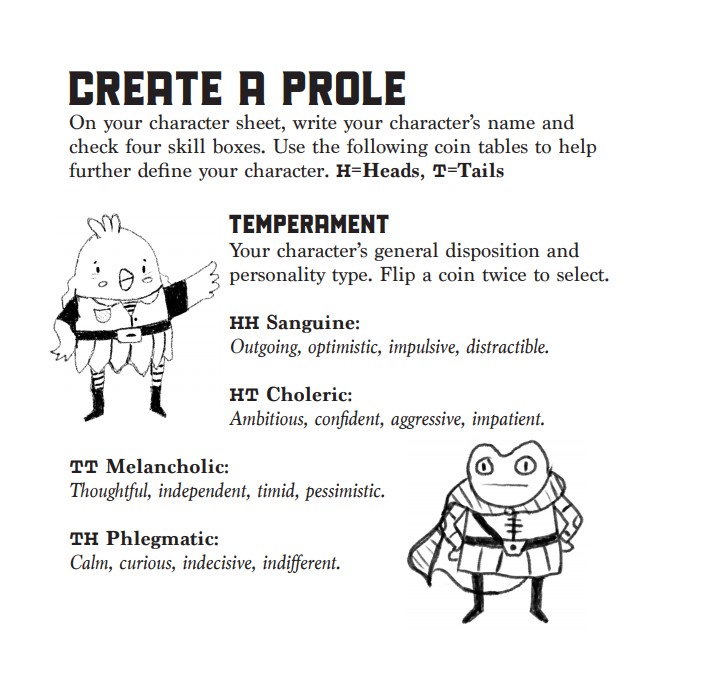 CREATE A PROLE
On your character sheet, write your character's name and
check four skill boxes. Use the following coin tables to help
further define your character. H=Heads, T=Tails
TEMPERAMENT
Your character's general disposition and
personality type. Flip a coin twice to select.
HH Sanguine:
Outgoing, optimistic, impulsive, distractible.
HT Choleric:
Ambitious, confident, aggressive, impatient.
TT Melancholic:
Thoughtful, independent, timid, pessimistic.
TH Phlegmatic:
Calm, curious, indecisive, indifferent.